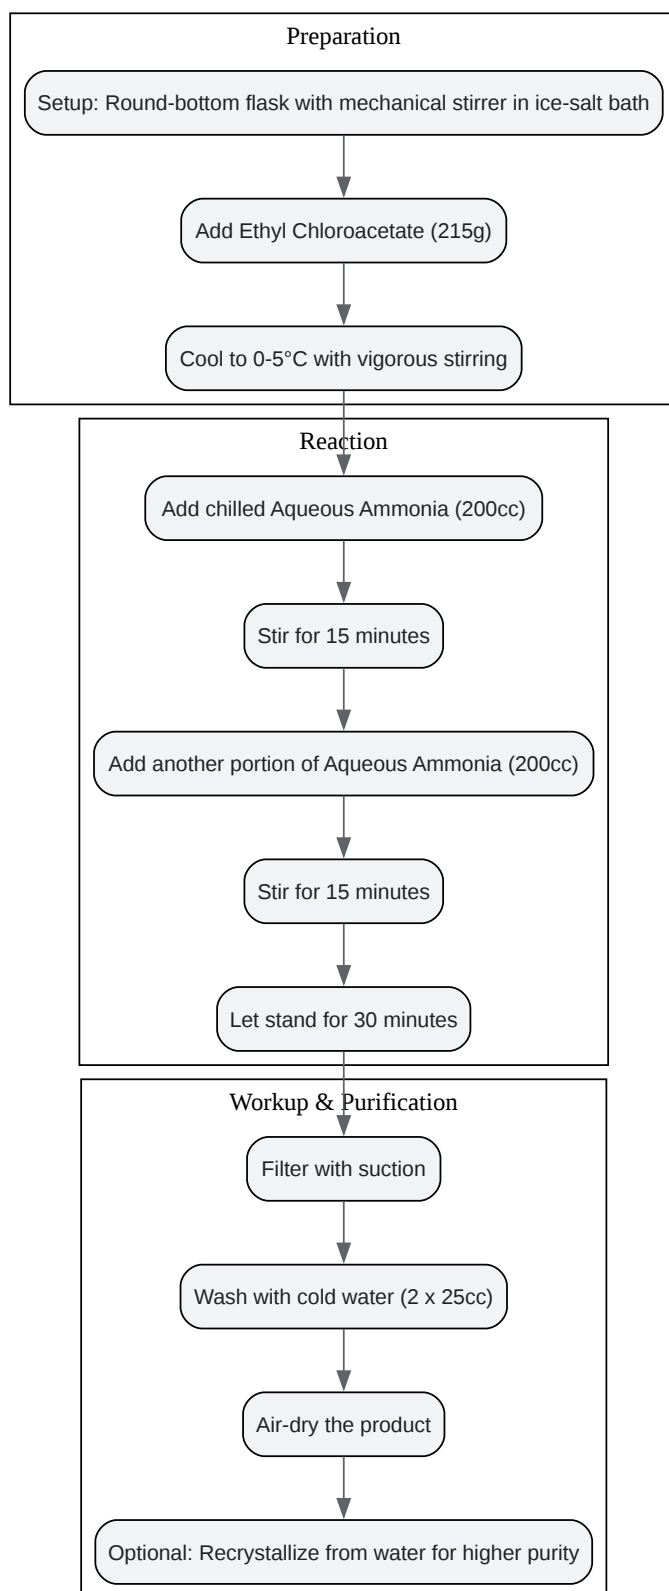 Preparation
Setup: Round-bottom flask with mechanical stirrer in ice-salt bath
Add Ethyl Chloroacetate (215g)
Cool to 0-5°C with vigorous stirring
Reaction
Add chilled Aqueous Ammonia (200cc)
Stir for 15 minutes
Add another portion of Aqueous Ammonia (200cc)
Stir for 15 minutes
Let stand for 30 minutes
Workup & Purification
Filter with suction
Wash with cold water (2 x 25cc)
Air-dry the product
Optional: Recrystallize from water for higher purity